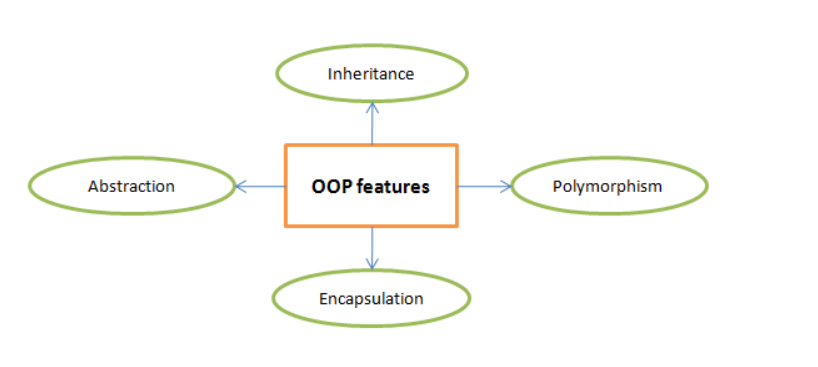 Inheritance
Abstraction
OOP features
Polymorphism
Encapsulation